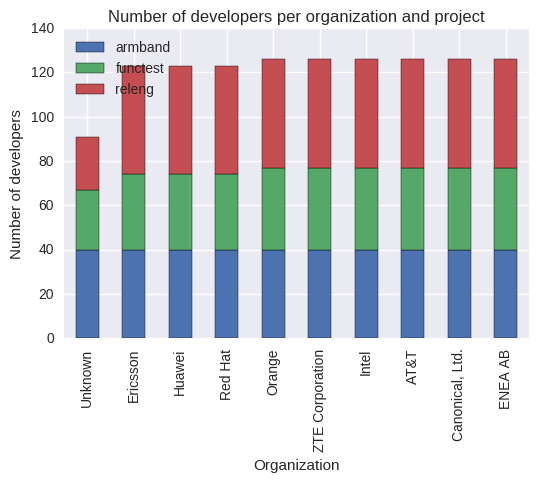 Number of developers per organization and project
armband
functest
releng
Number of developers
140
120
100
80
60
40
20
0
Unknown
Ericsson
Huawei
Red Hat
Orange
ZTE Corporation
Intel
AT&T
Canonical, Ltd.
ENEA AB
Organization